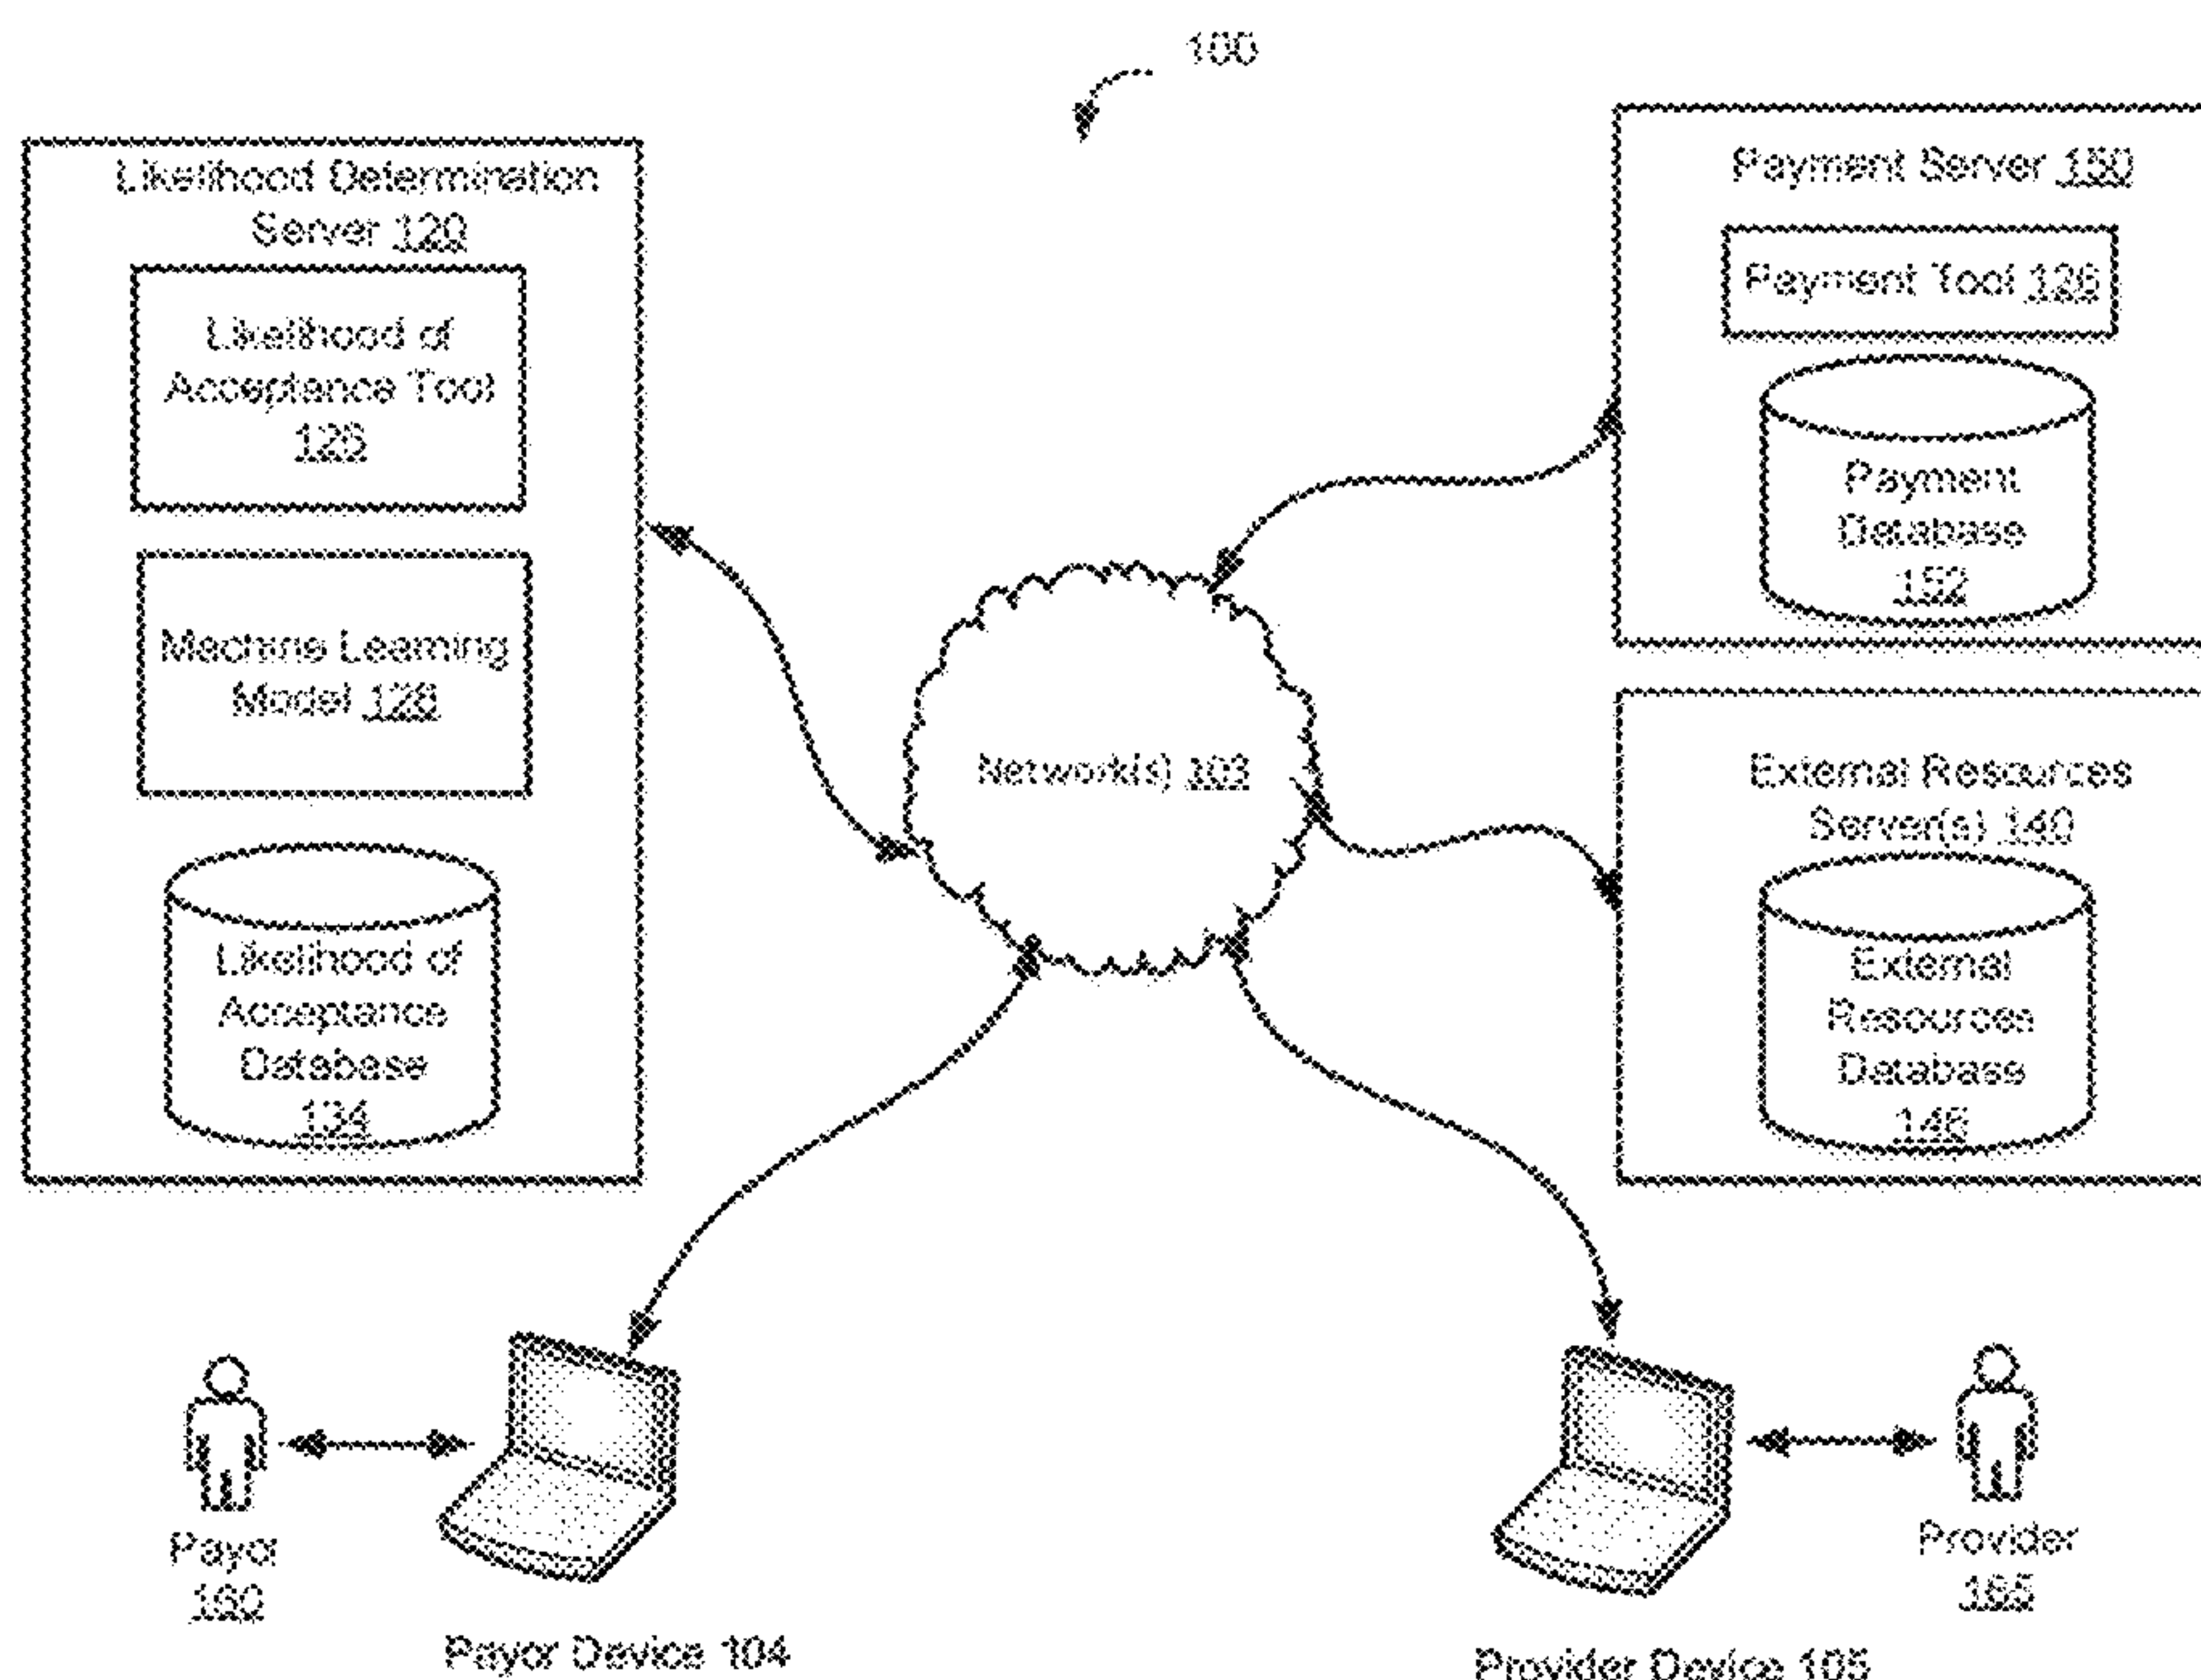 100
Likelihood Determination
Server 120
Likelihood of
Acceptance Tool
Machine Learning
Model 128
Likelihood of
Acceptance
Database
134
Network(s) 103
Payment Server 150
Payment Tool 126
Payment
Database
152
External Resources
Server(s) 140
External
Resources
Database
Payor
160
Payor Device 104
Provider
165
Provider Device 105